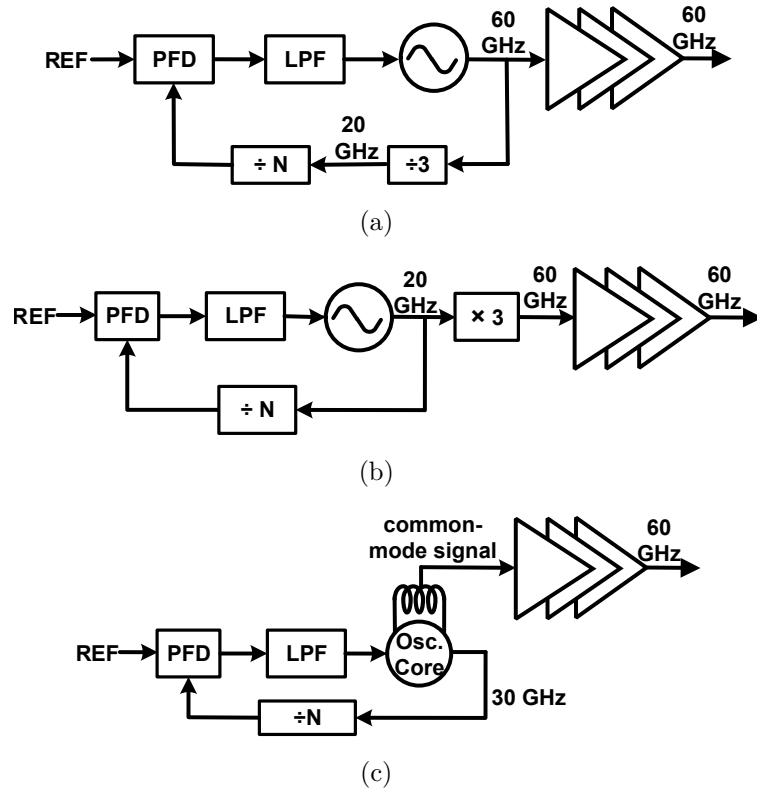 60
GHz
60
GHz
REF
PFD
LPF
20
GHz
÷ N
÷3
(a)
20
GHz
60
GHz
60
GHz
REF
PFD
LPF
× 3
÷ N
(b)
common-
mode signal
60
GHz
REF
PFD
LPF
Osc.
Core
30 GHz
÷N
(c)